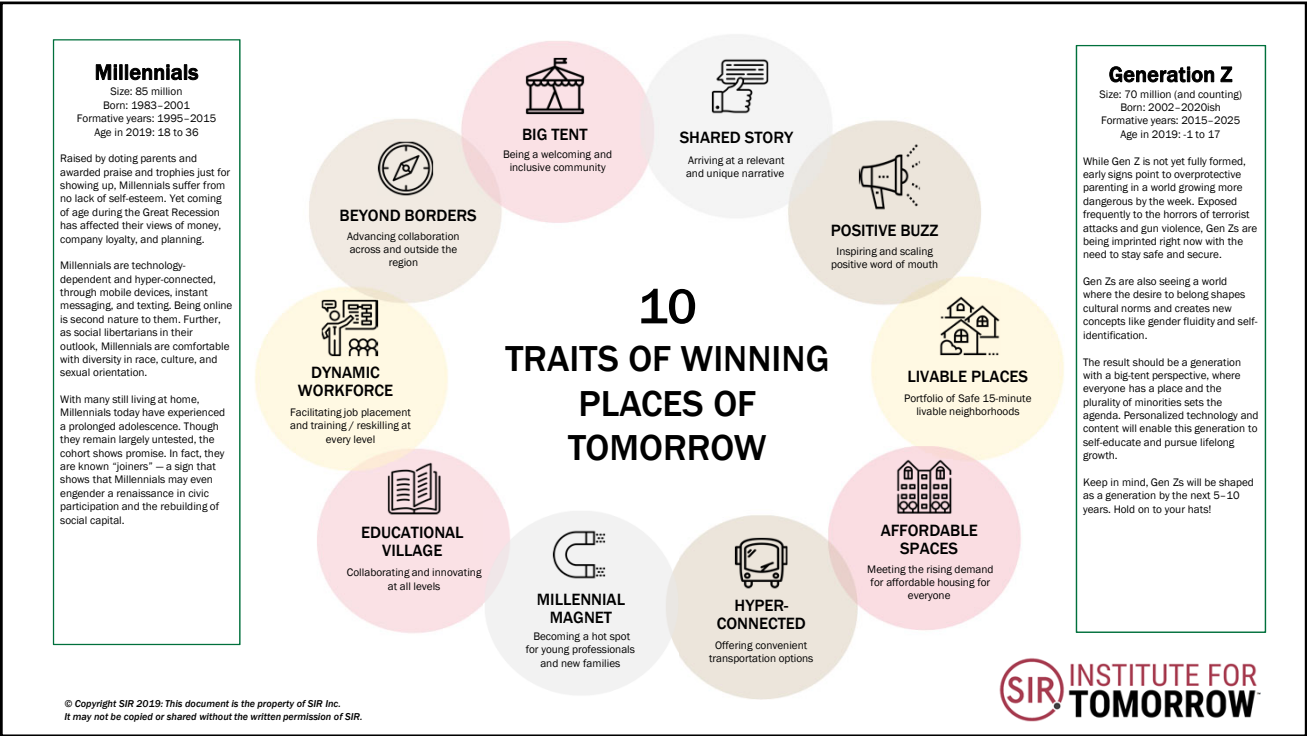 Millennials
Size: 85 million
Born: 1983–2001
Formative years: 1995–2015
Age in 2019: 18 to 36
Raised by doting parents and
awarded praise and trophies just for
showing up, Millennials suffer from
no lack of self-esteem. Yet coming
of age during the Great Recession
has affected their views of money,
company loyalty, and planning.
Millennials are technology-
dependent and hyper-connected,
through mobile devices, instant
messaging, and texting. Being online
is second nature to them. Further,
as social libertarians in their
outlook, Millennials are comfortable
with diversity in race, culture, and
sexual orientation.
With many still living at home,
Millennials today have experienced
a prolonged adolescence. Though
they remain largely untested, the
cohort shows promise. In fact, they
are known “joiners” — a sign that
shows that Millennials may even
engender a renaissance in civic
participation and the rebuilding of
social capital.
10
TRAITS OF WINNING
PLACES OF
TOMORROW
BIG TENT
Being a welcoming and
inclusive community
SHARED STORY
Arriving at a relevant
and unique narrative
POSITIVE BUZZ
Inspiring and scaling
positive word of mouth
LIVABLE PLACES
Portfolio of Safe 15-minute
livable neighborhoods
AFFORDABLE
SPACES
Meeting the rising demand
for affordable housing for
everyone
HYPER-
CONNECTED
Offering convenient
transportation options
MILLENNIAL
MAGNET
Becoming a hot spot
for young professionals
and new families
EDUCATIONAL
VILLAGE
Collaborating and innovating
at all levels
DYNAMIC
WORKFORCE
Facilitating job placement
and training / reskilling at
every level
BEYOND BORDERS
Advancing collaboration
across and outside the
region
Generation Z
Size: 70 million (and counting)
Born: 2002–2020ish
Formative years: 2015–2025
Age in 2019: -1 to 17
While Gen Z is not yet fully formed,
early signs point to overprotective
parenting in a world growing more
dangerous by the week. Exposed
frequently to the horrors of terrorist
attacks and gun violence, Gen Zs are
being imprinted right now with the
need to stay safe and secure.
Gen Zs are also seeing a world
where the desire to belong shapes
cultural norms and creates new
concepts like gender fluidity and self-
identification.
The result should be a generation
with a big-tent perspective, where
everyone has a place and the
plurality of minorities sets the
agenda. Personalized technology and
content will enable this generation to
self-educate and pursue lifelong
growth.
Keep in mind, Gen Zs will be shaped
as a generation by the next 5–10
years. Hold on to your hats!
© Copyright SIR 2019: This document is the property of SIR Inc.
It may not be copied or shared without the written permission of SIR.
SIR INSTITUTE FOR
TOMORROW™